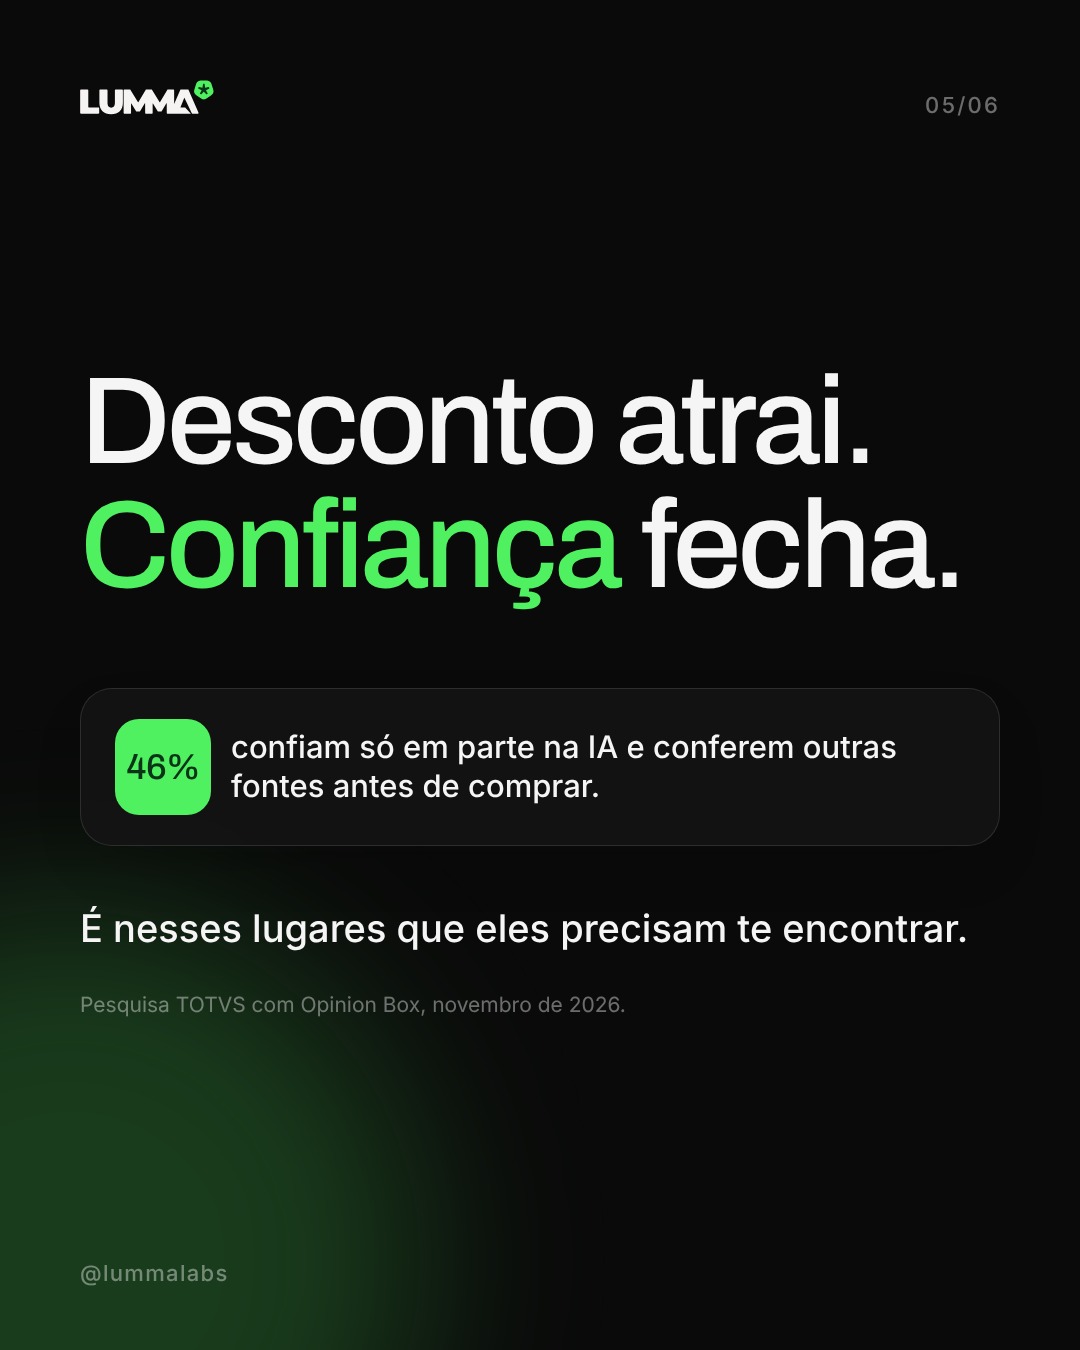 LUMMA
05/06
Desconto atrai.
Confiança fecha.
46%
confiam só em parte na IA e conferem outras
fontes antes de comprar.
É nesses lugares que eles precisam te encontrar.
Pesquisa TOTVS com Opinion Box, novembro de 2026.
@lummalabs